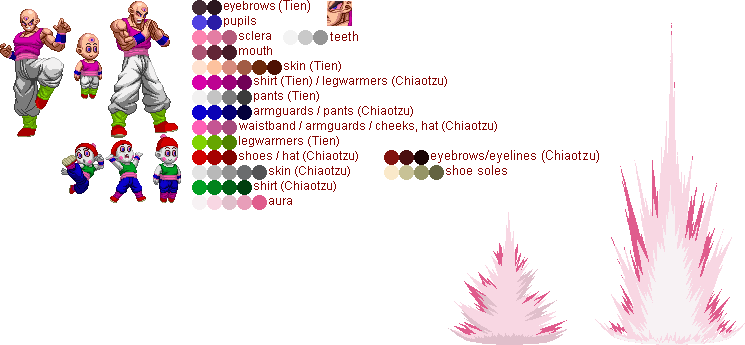 eyebrows (Tien)
pupils
sclera teeth
mouth
skin (Tien)
shirt (Tien) / legwarmers (Chiaotzu)
pants (Tien)
armguards / pants (Chiaotzu)
waistband / armguards / cheeks, hat (Chiaotzu)
legwarmers (Tien)
shoes / hat (Chiaotzu) eyebrows/eyelines (Chiaotzu)
skin (Chiaotzu) shoe soles
shirt (Chiaotzu)
aura